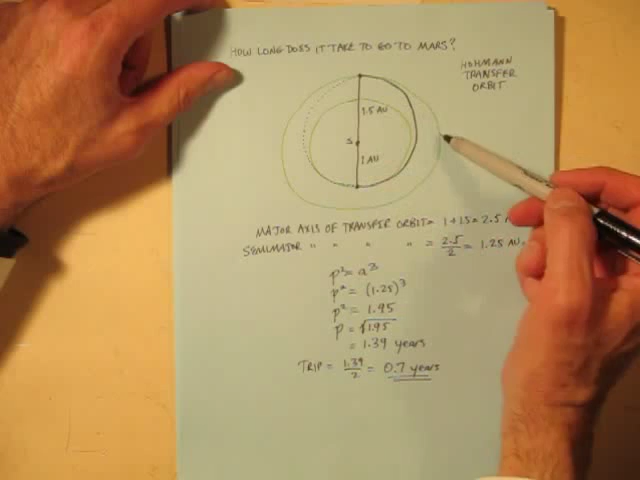 HOW LONG DOES IT TAKE TO GO TO MARS?
HOHMANN
TRANSFER
ORBIT
1.5 AU
S
1 AU
MAJOR AXIS OF TRANSFER ORBIT = 1 + 1.5 = 2.5 A
SEMIMAJOR " " " " = 2.5/2 = 1.25 AU.
p² = a³
p² = (1.25)³
p² = 1.95
p = √1.95
= 1.39 years
TRIP = 1.39/2 = 0.7 years